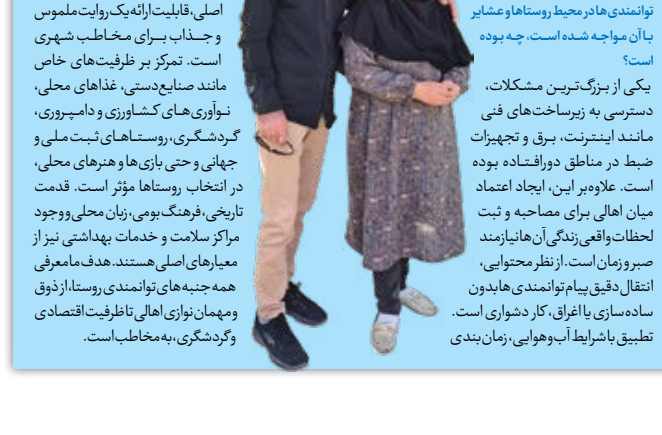 توانمندی‌ها در محیط روستاها و عشایر
با آن مواجه شده است، چه بوده
است؟
یکی از بزرگ‌ترین مشکلات،
دسترسی به زیرساخت‌های فنی
مانند اینترنت، برق و تجهیزات
ضبط در مناطق دورافتاده بوده
است. علاوه‌بر این، ایجاد اعتماد
میان اهالی برای مصاحبه و ثبت
لحظات واقعی زندگی آن‌ها نیازمند
صبر و زمان است. از نظر محتوایی،
انتقال دقیق پیام توانمندی‌ها بدون
ساده‌سازی یا اغراق، کار دشواری است.
تطبیق با شرایط آب‌وهوایی، زمان‌بندی
اصلی، قابلیت ارائه یک روایت ملموس
و جذاب برای مخاطب شهری
است. تمرکز بر ظرفیت‌های خاص
مانند صنایع‌دستی، غذاهای محلی،
نوآوری‌های کشاورزی و دامپروری،
گردشگری، روستاهای ثبت ملی و
جهانی و حتی بازی‌ها و هنرهای محلی،
در انتخاب روستاها مؤثر است. قدمت
تاریخی، فرهنگ بومی، زبان محلی و وجود
مراکز سلامت و خدمات بهداشتی نیز از
معیارهای اصلی هستند. هدف ما معرفی
همه جنبه‌های توانمندی روستا، از ذوق
و مهمان‌نوازی اهالی تا ظرفیت اقتصادی
و گردشگری، به مخاطب است.